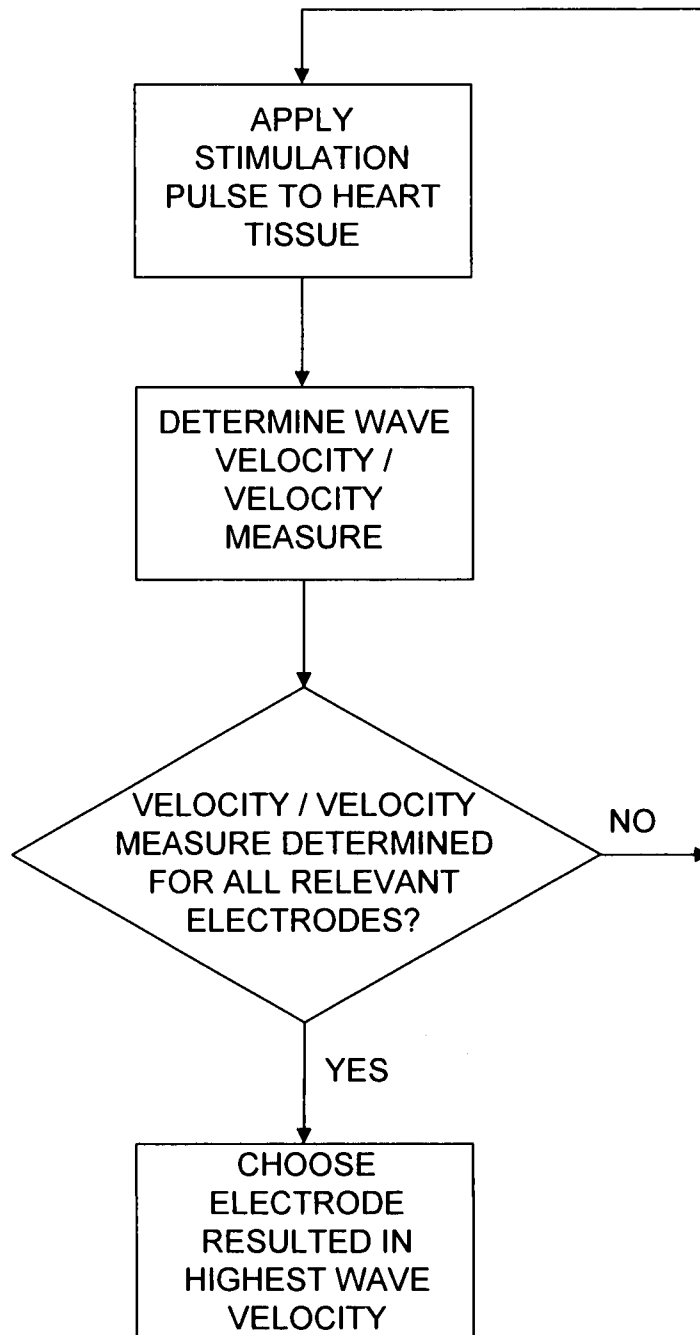 APPLY
STIMULATION
PULSE TO HEART
TISSUE
DETERMINE WAVE
VELOCITY /
VELOCITY
MEASURE
VELOCITY / VELOCITY
MEASURE DETERMINED
FOR ALL RELEVANT
ELECTRODES?
NO
YES
CHOOSE
ELECTRODE
RESULTED IN
HIGHEST WAVE
VELOCITY